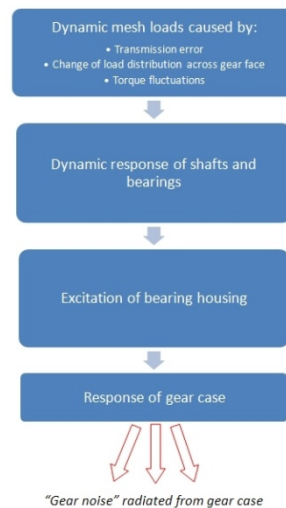 Dynamic mesh loads caused by:
• Transmission error
• Change of load distribution across gear face
• Torque fluctuations
Dynamic response of shafts and
bearings
Excitation of bearing housing
Response of gear case
“Gear noise” radiated from gear case